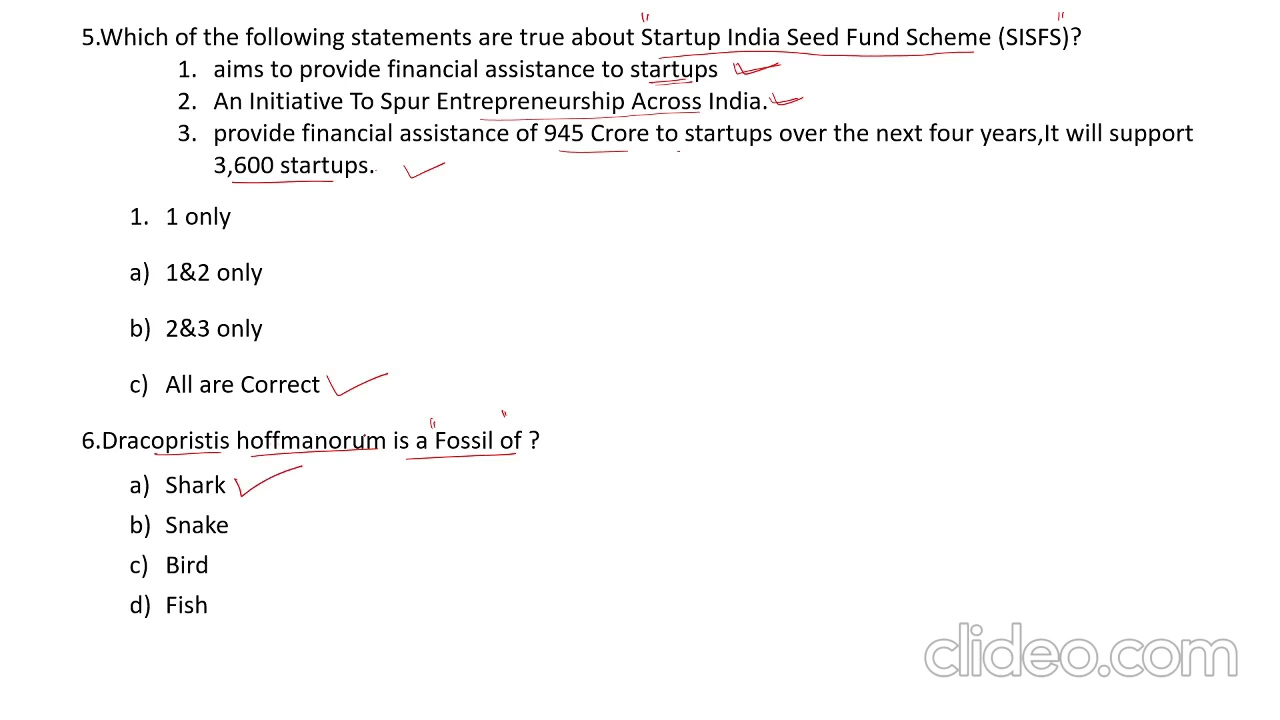 5.Which of the following statements are true about Startup India Seed Fund Scheme (SISFS)?
1. aims to provide financial assistance to startups
2. An Initiative To Spur Entrepreneurship Across India.
3. provide financial assistance of 945 Crore to startups over the next four years,It will support
3,600 startups.
1. 1 only
a) 1&2 only
b) 2&3 only
c) All are Correct
6.Dracopristis hoffmanorum is a Fossil of ?
a) Shark
b) Snake
c) Bird
d) Fish
clideo.com